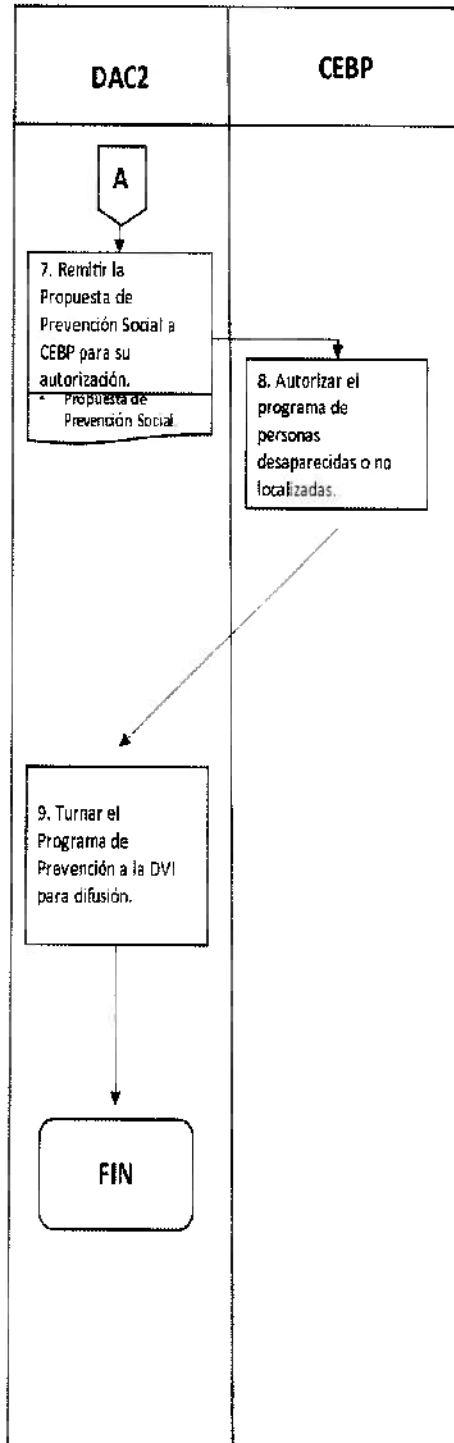 DAC2
CEBP
A
7. Remitir la
Propuesta de
Prevención Social a
CEBP para su
autorización.
• Propuesta de
Prevención Social
8. Autorizar el
programa de
personas
desaparecidas o no
localizadas.
9. Turnar el
Programa de
Prevención a la DVI
para difusión.
FIN